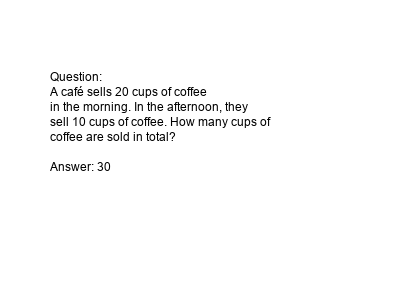 Question:
A café sells 20 cups of coffee
in the morning. In the afternoon, they
sell 10 cups of coffee. How many cups of
coffee are sold in total?
Answer: 30